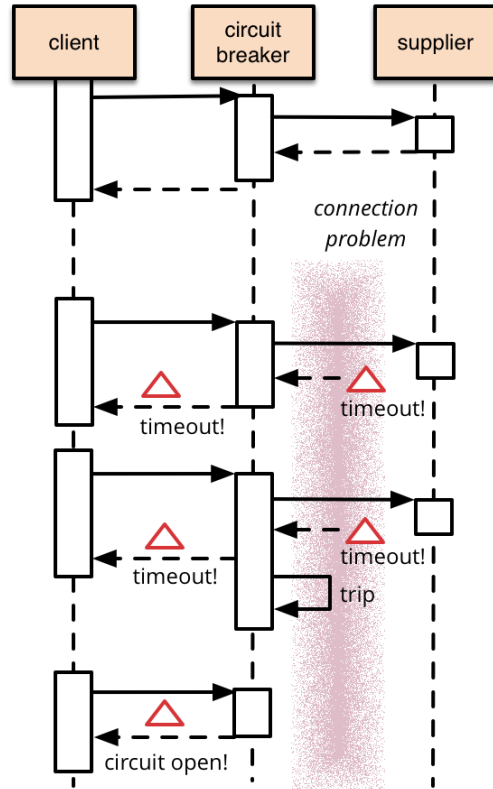 client
circuit
breaker
supplier
connection
problem
timeout!
timeout!
timeout!
timeout!
trip
circuit open!